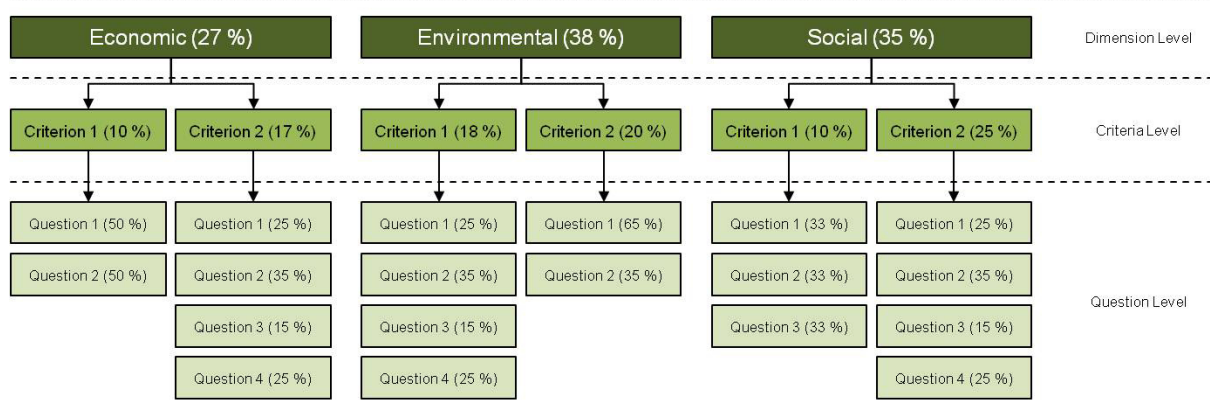 Economic (27 %) Environmental (38 %) Social (35 %) Dimension Level
Criterion 1 (10 %) Criterion 2 (17 %) Criterion 1 (18 %) Criterion 2 (20 %) Criterion 1 (10 %) Criterion 2 (25 %) Criteria Level
Question 1 (50 %) Question 1 (25 %) Question 1 (25 %) Question 1 (65 %) Question 1 (33 %) Question 1 (25 %)
Question 2 (50 %) Question 2 (35 %) Question 2 (35 %) Question 2 (35 %) Question 2 (33 %) Question 2 (35 %)
Question Level
Question 3 (15 %) Question 3 (15 %) Question 3 (33 %) Question 3 (15 %)
Question 4 (25 %) Question 4 (25 %) Question 4 (25 %)